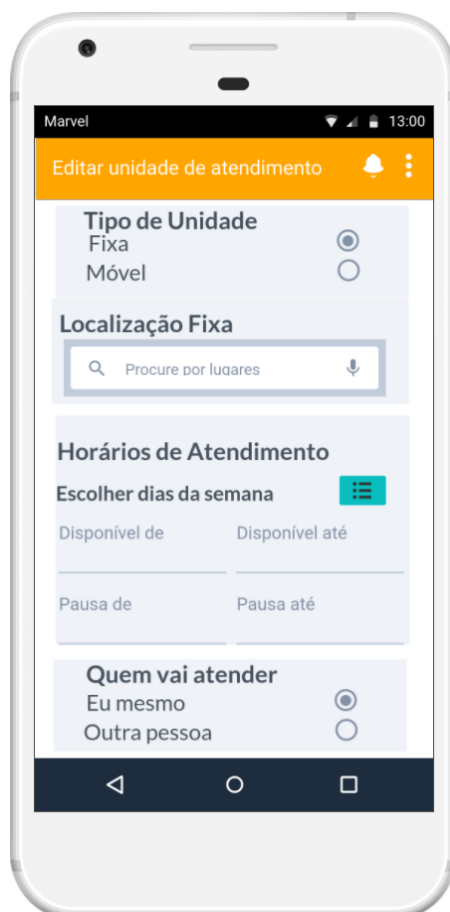 Marvel 13:00
Editar unidade de atendimento
Tipo de Unidade
Fixa
Móvel
Localização Fixa
Procure por lugares
Horários de Atendimento
Escolher dias da semana
Disponível de Disponível até
Pausa de Pausa até
Quem vai atender
Eu mesmo
Outra pessoa